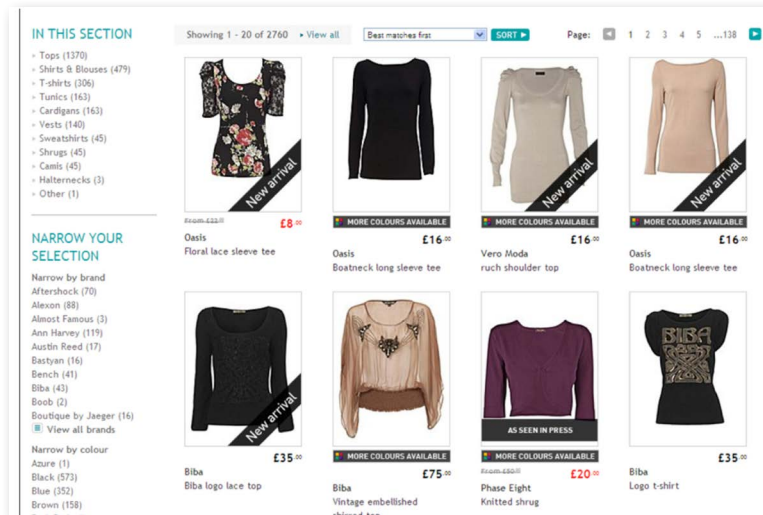 IN THIS SECTION
Tops (1370)
Shirts & Blouses (479)
T-shirts (306)
Tunics (163)
Cardigans (163)
Vests (140)
Sweatshirts (45)
Shrugs (45)
Camis (45)
Halternecks (3)
Other (1)
NARROW YOUR
SELECTION
Narrow by brand
Aftershock (70)
Alexon (88)
Almost Famous (3)
Ann Harvey (119)
Austin Reed (17)
Bastyan (16)
Bench (41)
Biba (43)
Boob (2)
Boutique by Jaeger (16)
View all brands
Narrow by colour
Azure (1)
Black (573)
Blue (352)
Brown (158)
Showing 1 - 20 of 2760 View all Best matches first SORT Page: 1 2 3 4 5 ...138
New arrival
From
£8.00
Oasis
Floral lace sleeve tee
MORE COLOURS AVAILABLE
£16.00
Oasis
Boatneck long sleeve tee
New arrival
MORE COLOURS AVAILABLE
£16.00
Vero Moda
ruch shoulder top
New arrival
MORE COLOURS AVAILABLE
£16.00
Oasis
Boatneck long sleeve tee
New arrival
£35.00
Biba
Biba logo lace top
MORE COLOURS AVAILABLE
£75.00
Biba
Vintage embellished
shirred top
AS SEEN IN PRESS
MORE COLOURS AVAILABLE
From
£20.00
Phase Eight
Knitted shrug
BIBA
£35.00
Biba
Logo t-shirt